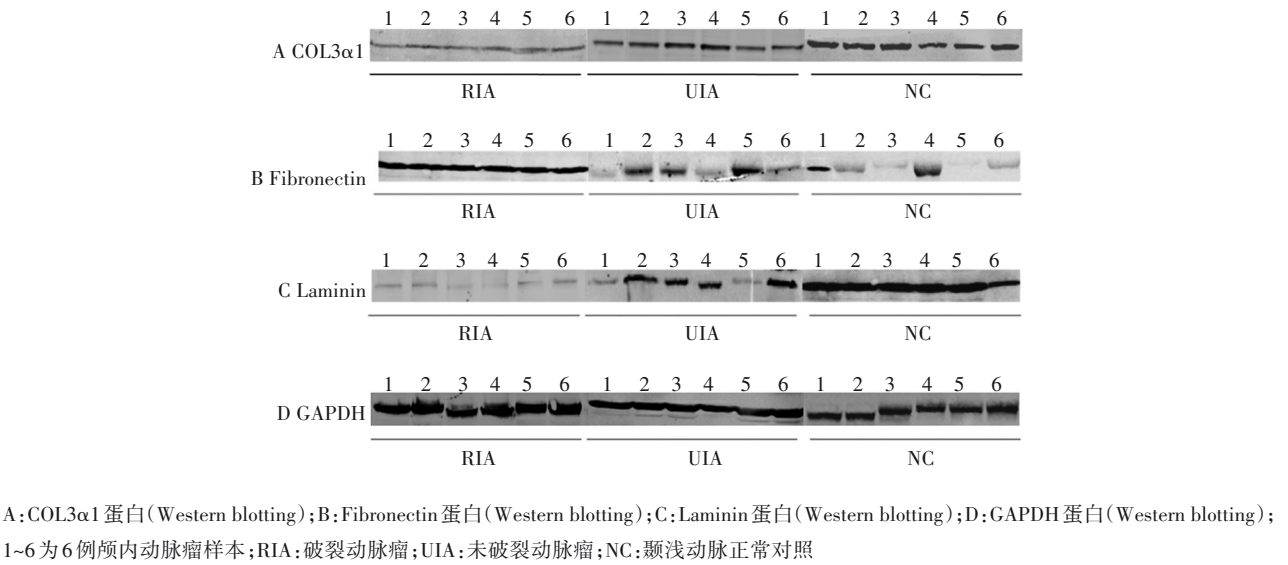 1 2 3 4 5 6 1 2 3 4 5 6 1 2 3 4 5 6
A COL3α1
RIA UIA NC
1 2 3 4 5 6 1 2 3 4 5 6 1 2 3 4 5 6
B Fibronectin
RIA UIA NC
1 2 3 4 5 6 1 2 3 4 5 6 1 2 3 4 5 6
C Laminin
RIA UIA NC
1 2 3 4 5 6 1 2 3 4 5 6 1 2 3 4 5 6
D GAPDH
RIA UIA NC
A:COL3α1蛋白(Western blotting);B:Fibronectin蛋白(Western blotting);C:Laminin蛋白(Western blotting);D:GAPDH蛋白(Western blotting);
1~6为6例颅内动脉瘤样本;RIA:破裂动脉瘤;UIA:未破裂动脉瘤;NC:颞浅动脉正常对照